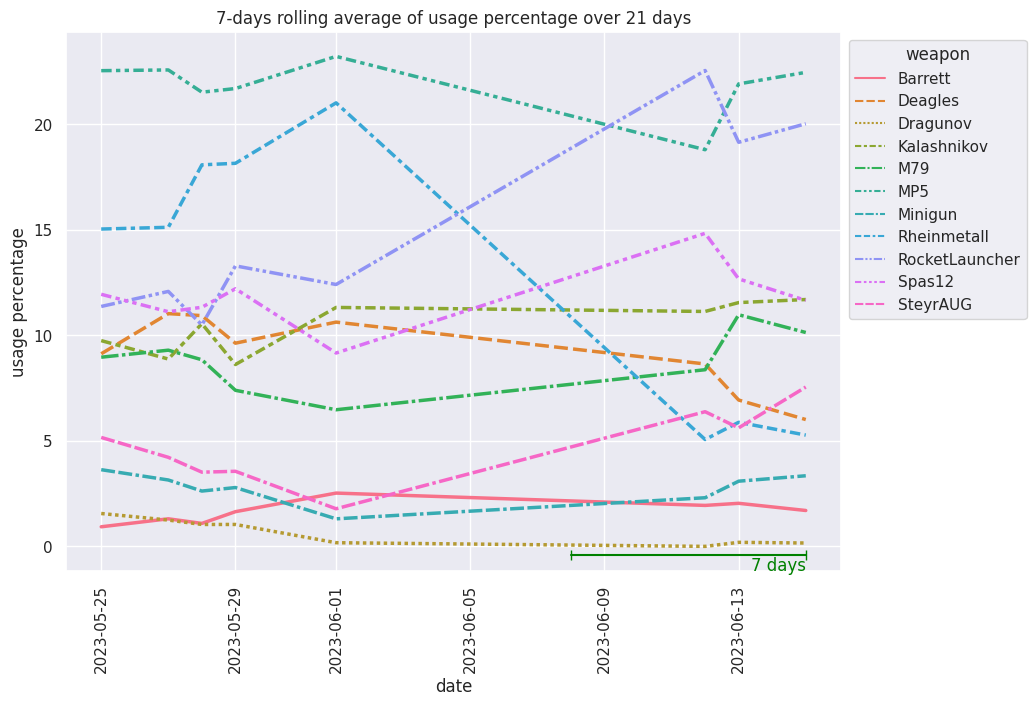 7-days rolling average of usage percentage over 21 days
weapon
Barrett
Deagles
Dragunov
Kalashnikov
M79
MP5
Minigun
Rheinmetall
RocketLauncher
Spas12
SteyrAUG
usage percentage
20
15
10
5
0
7 days
2023-05-25
2023-05-29
2023-06-01
2023-06-05
2023-06-09
2023-06-13
date